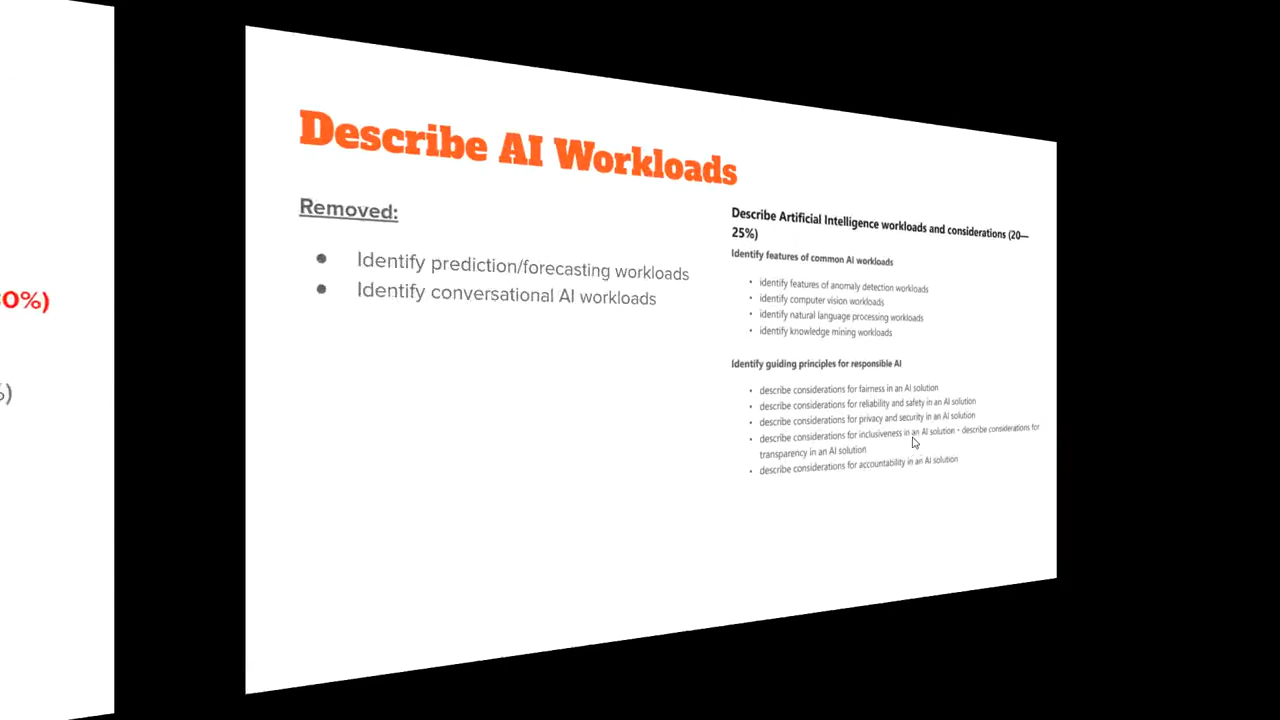 0%)
%)
Describe AI Workloads
Removed:
● Identify prediction/forecasting workloads
● Identify conversational AI workloads
Describe Artificial Intelligence workloads and considerations (20—
25%)
Identify features of common AI workloads
• identify features of anomaly detection workloads
• identify computer vision workloads
• identify natural language processing workloads
• identify knowledge mining workloads
Identify guiding principles for responsible AI
• describe considerations for fairness in an AI solution
• describe considerations for reliability and safety in an AI solution
• describe considerations for privacy and security in an AI solution
• describe considerations for inclusiveness in an AI solution • describe considerations for
transparency in an AI solution
• describe considerations for accountability in an AI solution